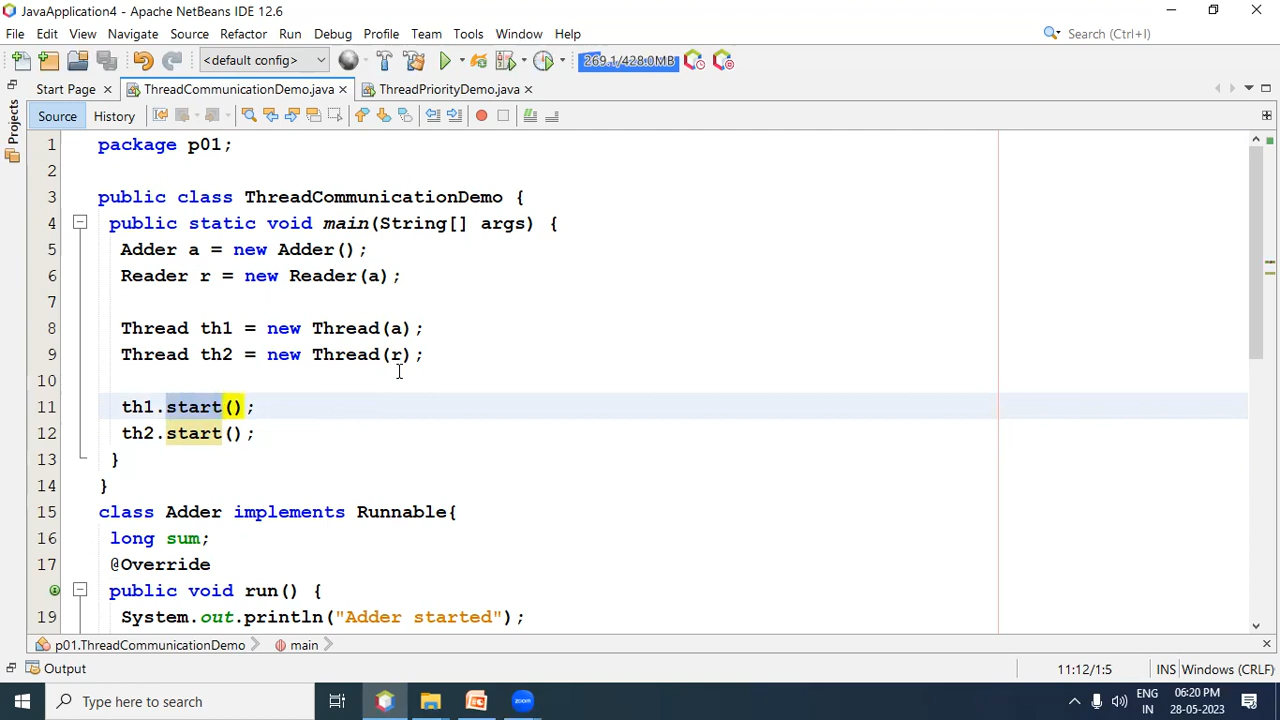 JavaApplication4 - Apache NetBeans IDE 12.6
File Edit View Navigate Source Refactor Run Debug Profile Team Tools Window Help Search (Ctrl+I)
<default config> 269.1/428.0MB
Start Page ThreadCommunicationDemo.java ThreadPriorityDemo.java
Projects
Source History
1 package p01;
2
3 public class ThreadCommunicationDemo {
4 public static void main(String[] args) {
5 Adder a = new Adder();
6 Reader r = new Reader(a);
7
8 Thread th1 = new Thread(a);
9 Thread th2 = new Thread(r);
10
11 th1.start();
12 th2.start();
13 }
14 }
15 class Adder implements Runnable{
16 long sum;
17 @Override
public void run() {
19 System.out.println("Adder started");
p01.ThreadCommunicationDemo main
Output 11:12/1:5 INS Windows (CRLF)
Type here to search zoom ENG 06:20 PM
IN 28-05-2023